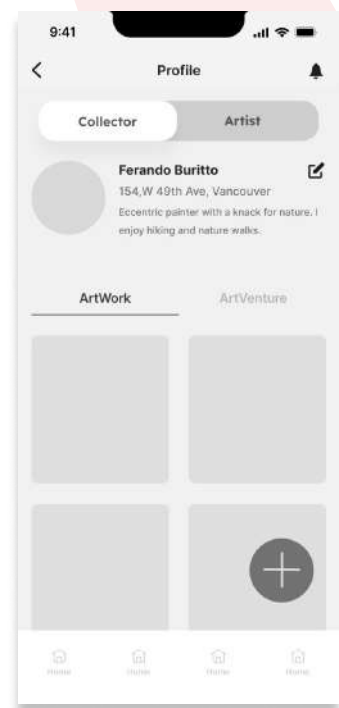 9:41
Profile
Collector Artist
Ferando Buritto
154,W 49th Ave, Vancouver
Eccentric painter with a knack for nature. I
enjoy hiking and nature walks.
ArtWork ArtVenture
Home Home Home Home